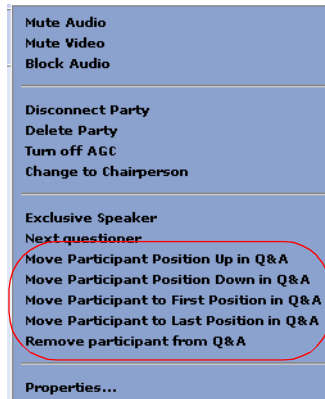 Mute Audio
Mute Video
Block Audio
Disconnect Party
Delete Party
Turn off AGC
Change to Chairperson
Exclusive Speaker
Next questioner
Move Participant Position Up in Q&A
Move Participant Position Down in Q&A
Move Participant to First Position in Q&A
Move Participant to Last Position in Q&A
Remove participant from Q&A
Properties...